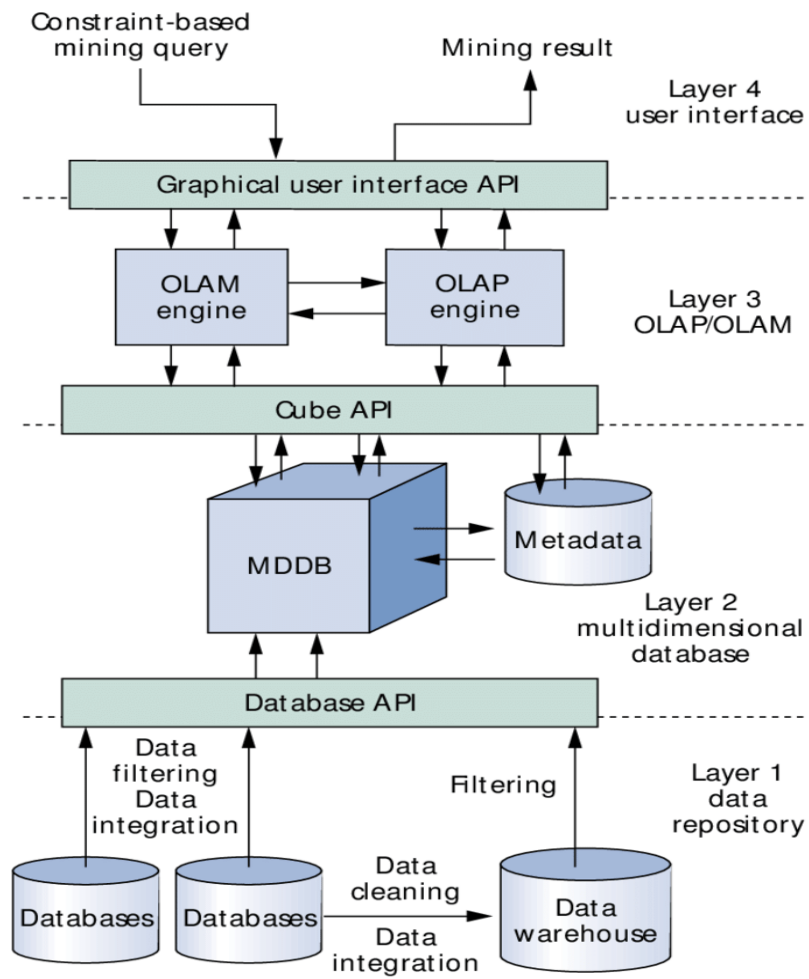 Constraint-based
mining query
Mining result
Layer 4
user interface
Graphical user interface API
OLAM
engine
OLAP
engine
Layer 3
OLAP/OLAM
Cube API
MDDB
Metadata
Layer 2
multidimensional
database
Database API
Data
filtering
Data
integration
Filtering
Layer 1
data
repository
Databases
Databases
Data
cleaning
Data
integration
Data
warehouse